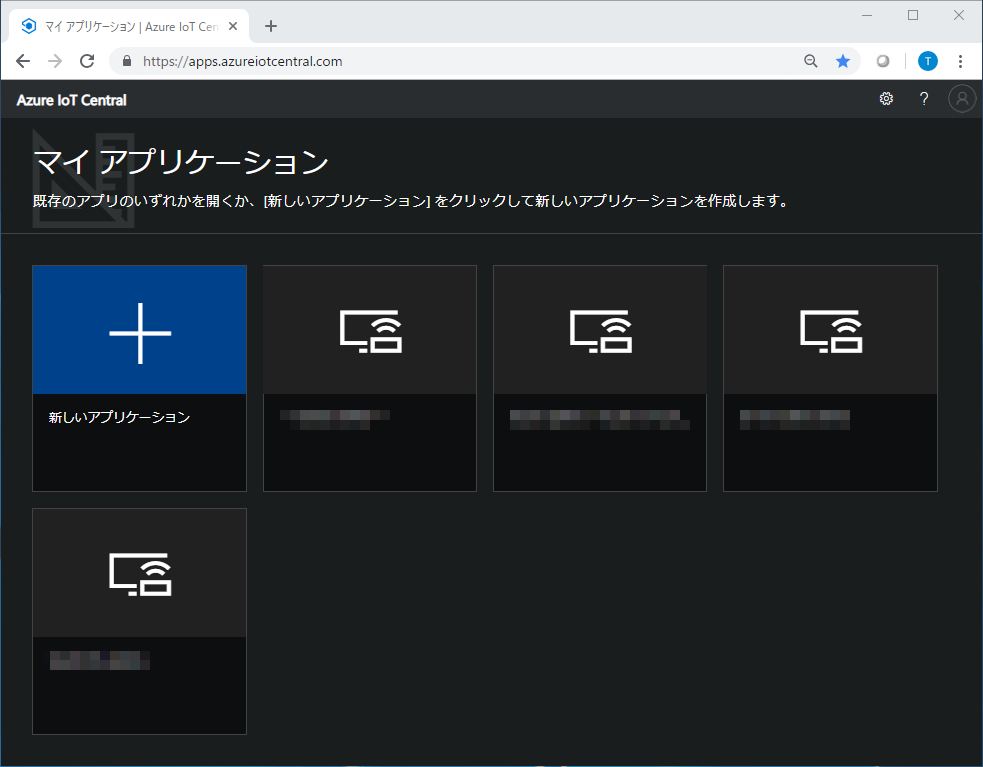 マイ アプリケーション | Azure IoT Cen
https://apps.azureiotcentral.com
T
Azure IoT Central
?
マイ アプリケーション
既存のアプリのいずれかを開くか、[新しいアプリケーション] をクリックして新しいアプリケーションを作成します。
新しいアプリケーション